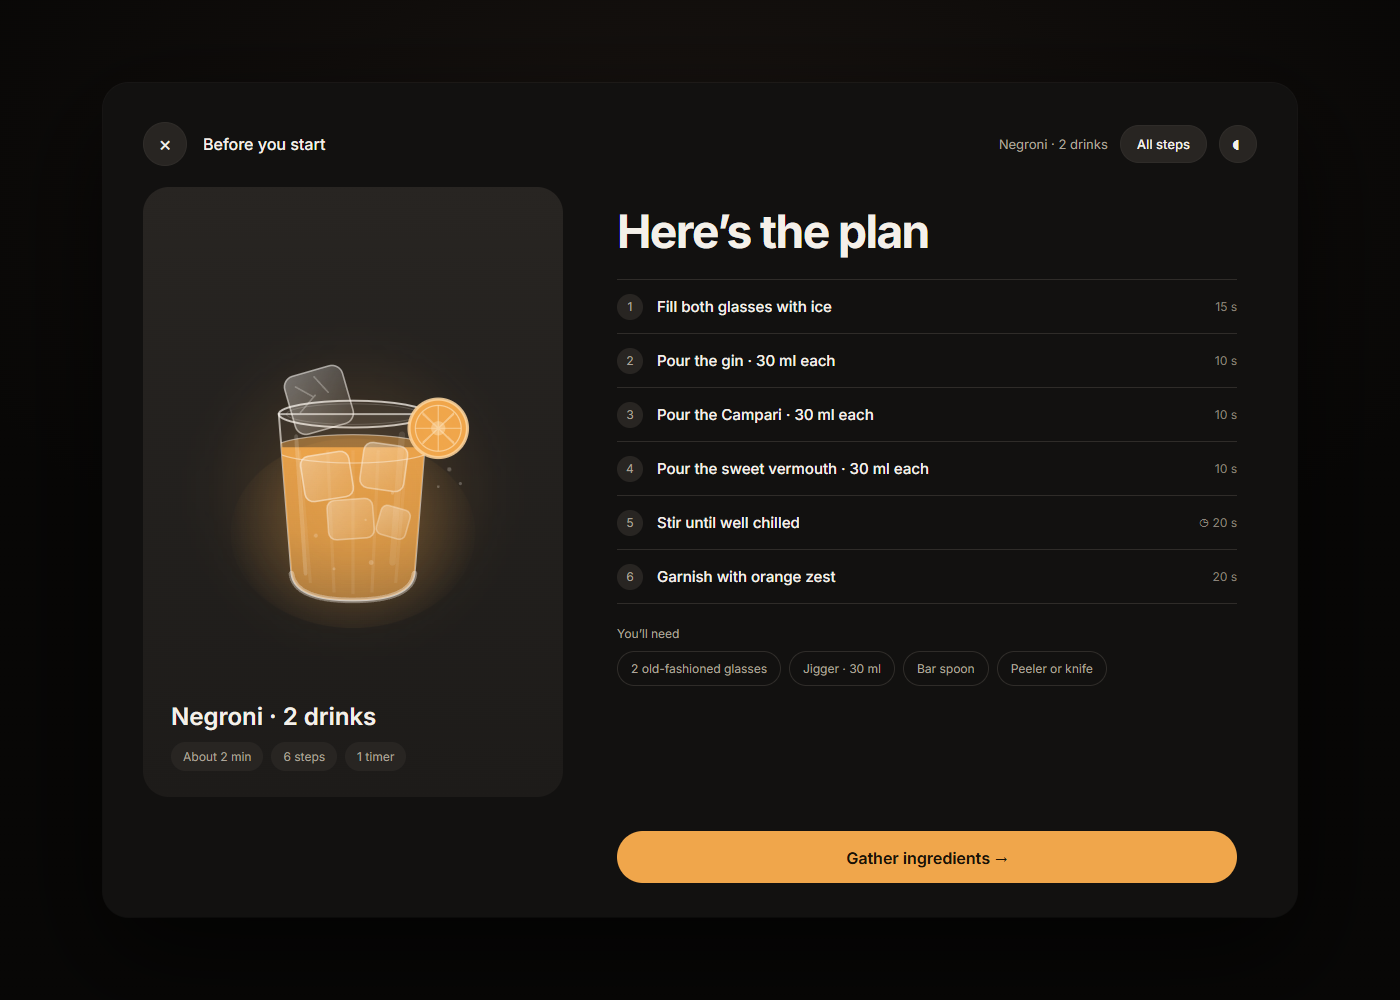 × Before you start
Negroni · 2 drinks
All steps
Here’s the plan
1 Fill both glasses with ice 15 s
2 Pour the gin · 30 ml each 10 s
3 Pour the Campari · 30 ml each 10 s
4 Pour the sweet vermouth · 30 ml each 10 s
5 Stir until well chilled ◷ 20 s
6 Garnish with orange zest 20 s
You’ll need
2 old-fashioned glasses
Jigger · 30 ml
Bar spoon
Peeler or knife
Negroni · 2 drinks
About 2 min
6 steps
1 timer
Gather ingredients →